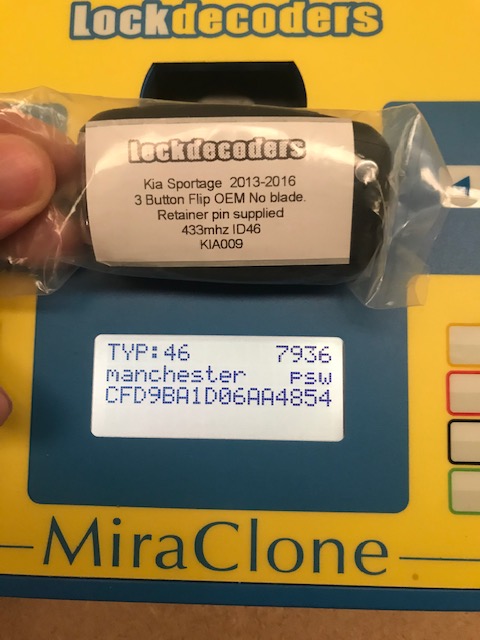 Lockdecoders
Lockdecoders
Kia Sportage 2013-2016
3 Button Flip OEM No blade.
Retainer pin supplied
433mhz ID46
KIA009
TYP:46 7936
manchester psw
CFD9BA1D06AA4854
MiraClone